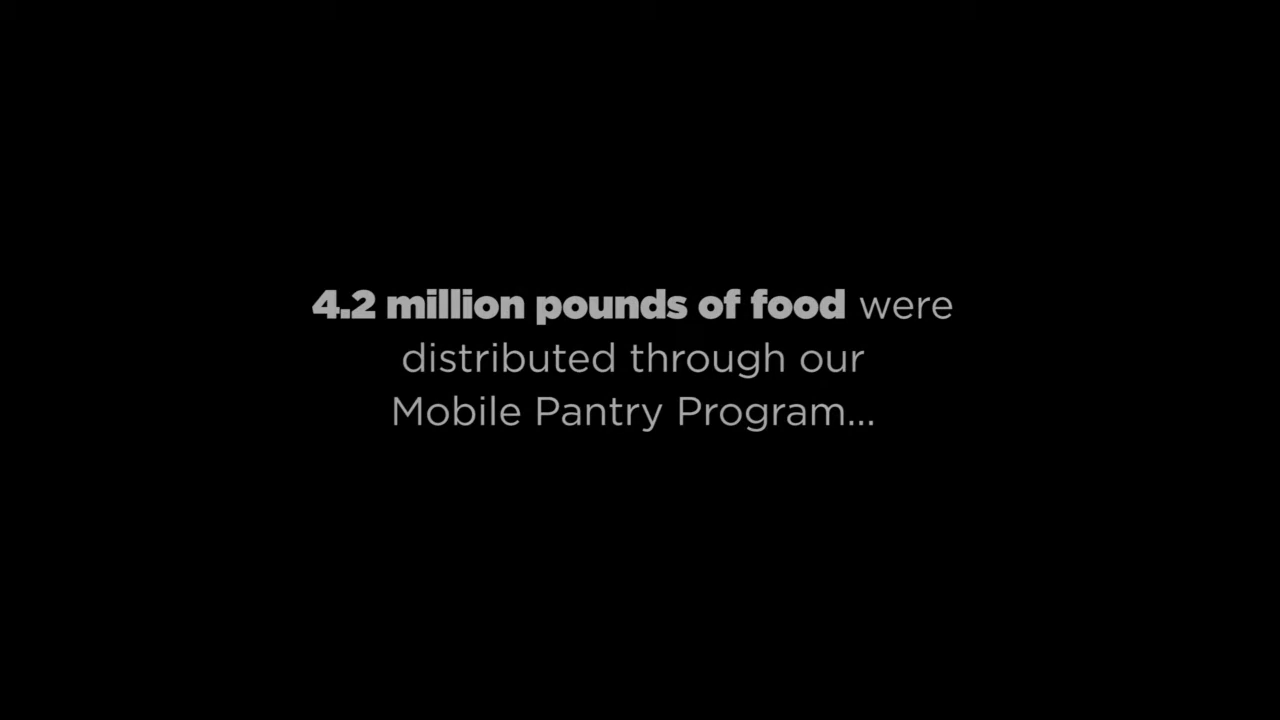 4.2 million pounds of food were
distributed through our
Mobile Pantry Program...